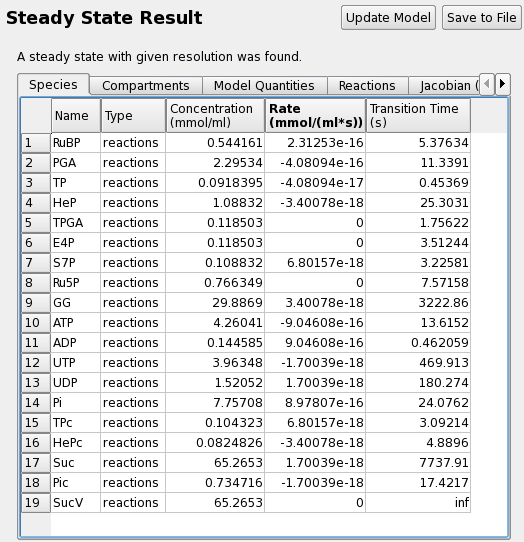 Steady State Result
Update Model
Save to File
A steady state with given resolution was found.
Species Compartments Model Quantities Reactions Jacobian (
Name Type Concentration (mmol/ml) Rate (mmol/(ml*s)) Transition Time (s)
1 RuBP reactions 0.544161 2.31253e-16 5.37634
2 PGA reactions 2.29534 -4.08094e-16 11.3391
3 TP reactions 0.0918395 -4.08094e-17 0.45369
4 HeP reactions 1.08832 -3.40078e-18 25.3031
5 TPGA reactions 0.118503 0 1.75622
6 E4P reactions 0.118503 0 3.51244
7 S7P reactions 0.108832 6.80157e-18 3.22581
8 Ru5P reactions 0.766349 0 7.57158
9 GG reactions 29.8869 3.40078e-18 3222.86
10 ATP reactions 4.26041 -9.04608e-16 13.6152
11 ADP reactions 0.144585 9.04608e-16 0.462059
12 UTP reactions 3.96348 -1.70039e-18 469.913
13 UDP reactions 1.52052 1.70039e-18 180.274
14 Pi reactions 7.75708 8.97807e-16 24.0762
15 TPc reactions 0.104323 6.80157e-18 3.09214
16 HePc reactions 0.0824826 -3.40078e-18 4.8896
17 Suc reactions 65.2653 1.70039e-18 7737.91
18 Pic reactions 0.734716 -1.70039e-18 17.4217
19 SucV reactions 65.2653 0 inf